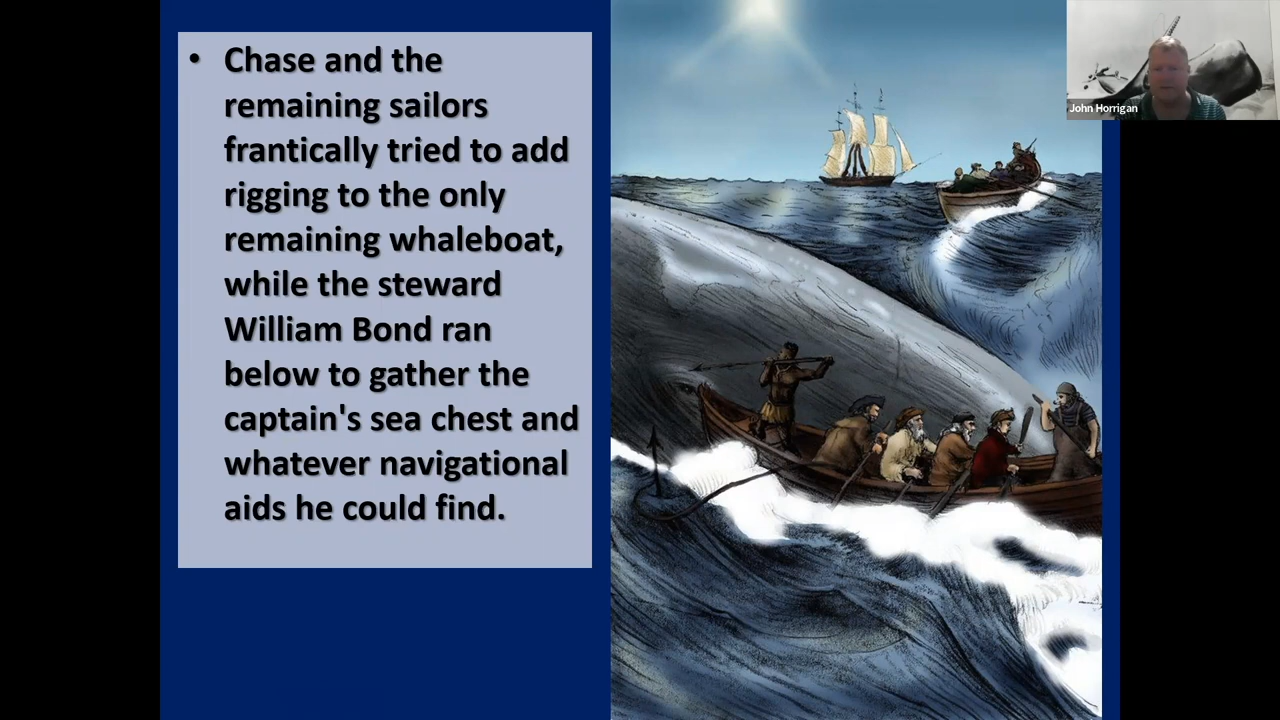 • Chase and the
remaining sailors
frantically tried to add
rigging to the only
remaining whaleboat,
while the steward
William Bond ran
below to gather the
captain's sea chest and
whatever navigational
aids he could find.
John Horrigan